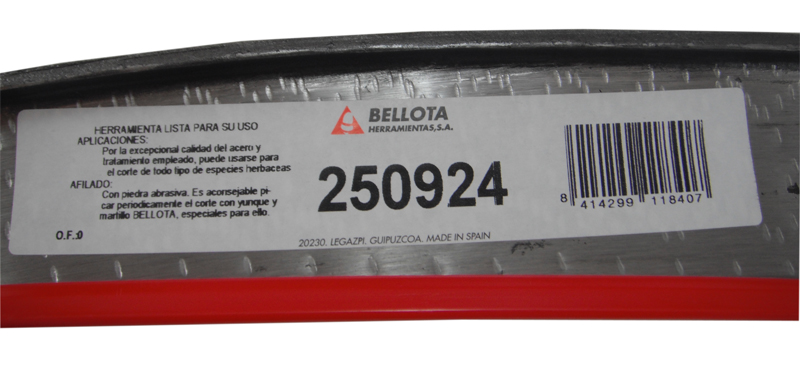 HERRAMIENTA LISTA PARA SU USO
APLICACIONES:
Por la excepcional calidad del acero y
tratamiento empleado, puede usarse para
el corte de todo tipo de especies herbaceas
AFILADO:
Con piedra abrasiva. Es aconsejable pi-
car periodicamente el corte con yunque y
martillo BELLOTA, especiales para ello.
O.F.:0
BELLOTA
HERRAMIENTAS,S.A.
250924
20230. LEGAZPI. GUIPUZCOA. MADE IN SPAIN
8 414299 118407